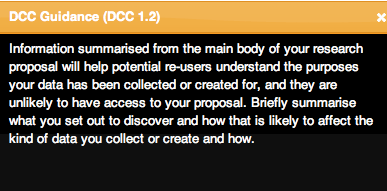 DCC Guidance (DCC 1.2)
Information summarised from the main body of your research
proposal will help potential re-users understand the purposes
your data has been collected or created for, and they are
unlikely to have access to your proposal. Briefly summarise
what you set out to discover and how that is likely to affect the
kind of data you collect or create and how.